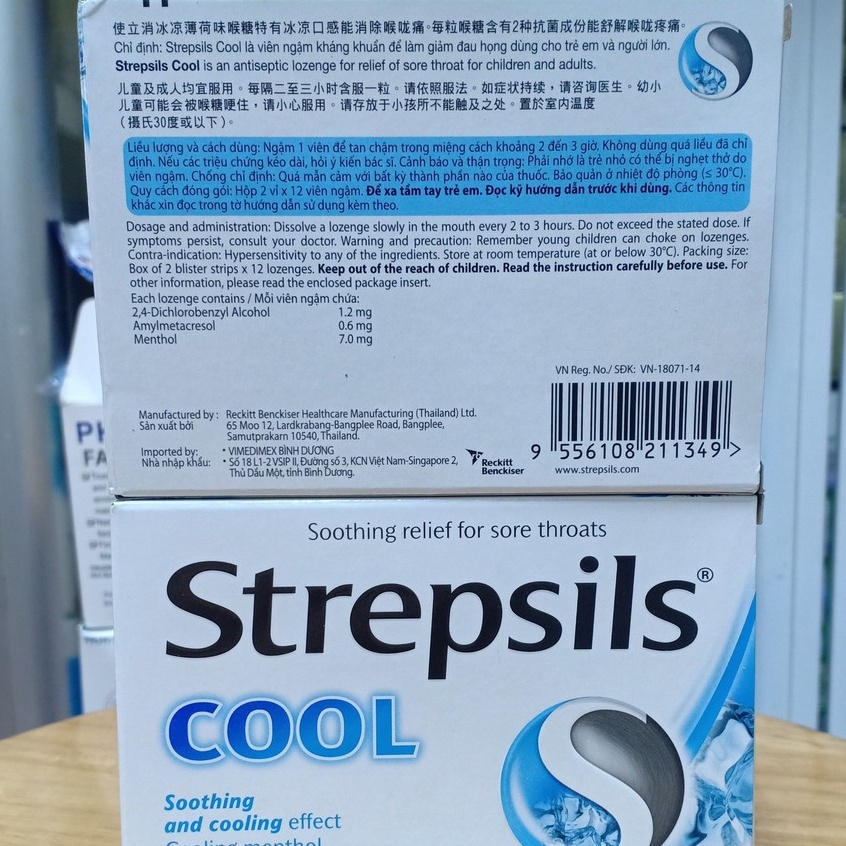 使立消冰凉薄荷味喉糖特有冰凉口感能消除喉咙痛。每粒喉糖含有2种抗菌成份能舒解喉咙疼痛。
Chỉ định: Strepsils Cool là viên ngậm kháng khuẩn để làm giảm đau họng dùng cho trẻ em và người lớn.
Strepsils Cool is an antiseptic lozenge for relief of sore throat for children and adults.
儿童及成人均宜服用。每隔二至三小时含服一粒。请依照服法。如症状持续，请咨询医生。幼小
儿童可能会被喉糖哽住，请小心服用。请存放于小孩所不能触及之处。置於室内温度
（摄氏30度或以下）。
Liều lượng và cách dùng: Ngậm 1 viên để tan chậm trong miệng cách khoảng 2 đến 3 giờ. Không dùng quá liều đã chỉ
định. Nếu các triệu chứng kéo dài, hỏi ý kiến bác sĩ. Cảnh báo và thận trọng: Phải nhớ là trẻ nhỏ có thể bị nghẹt thở do
viên ngậm. Chống chỉ định: Quá mẫn cảm với bất kỳ thành phần nào của thuốc. Bảo quản ở nhiệt độ phòng (≤ 30°C).
Quy cách đóng gói: Hộp 2 vỉ x 12 viên ngậm. Để xa tầm tay trẻ em. Đọc kỹ hướng dẫn trước khi dùng. Các thông tin
khác xin đọc trong tờ hướng dẫn sử dụng kèm theo.
Dosage and administration: Dissolve a lozenge slowly in the mouth every 2 to 3 hours. Do not exceed the stated dose. If
symptoms persist, consult your doctor. Warning and precaution: Remember young children can choke on lozenges.
Contra-indication: Hypersensitivity to any of the ingredients. Store at room temperature (at or below 30°C). Packing size:
Box of 2 blister strips x 12 lozenges. Keep out of the reach of children. Read the instruction carefully before use. For
other information, please read the enclosed package insert.
Each lozenge contains / Mỗi viên ngậm chứa:
2,4-Dichlorobenzyl Alcohol 1.2 mg
Amylmetacresol 0.6 mg
Menthol 7.0 mg
VN Reg. No./ SĐK: VN-18071-14
Manufactured by : Reckitt Benckiser Healthcare Manufacturing (Thailand) Ltd.
Sản xuất bởi 65 Moo 12, Lardkrabang-Bangplee Road, Bangplee,
Samutprakarn 10540, Thailand.
Imported by: • VIMEDIMEX BÌNH DƯƠNG
Nhà nhập khẩu: • Số 18 L1-2 VSIP II, Đường số 3, KCN Việt Nam-Singapore 2,
Thủ Dầu Một, tỉnh Bình Dương.
Reckitt
Benckiser
9 556108 211349 >
www.strepsils.com
Soothing relief for sore throats
Strepsils®
COOL
Soothing
and cooling effect
Cooling menthol